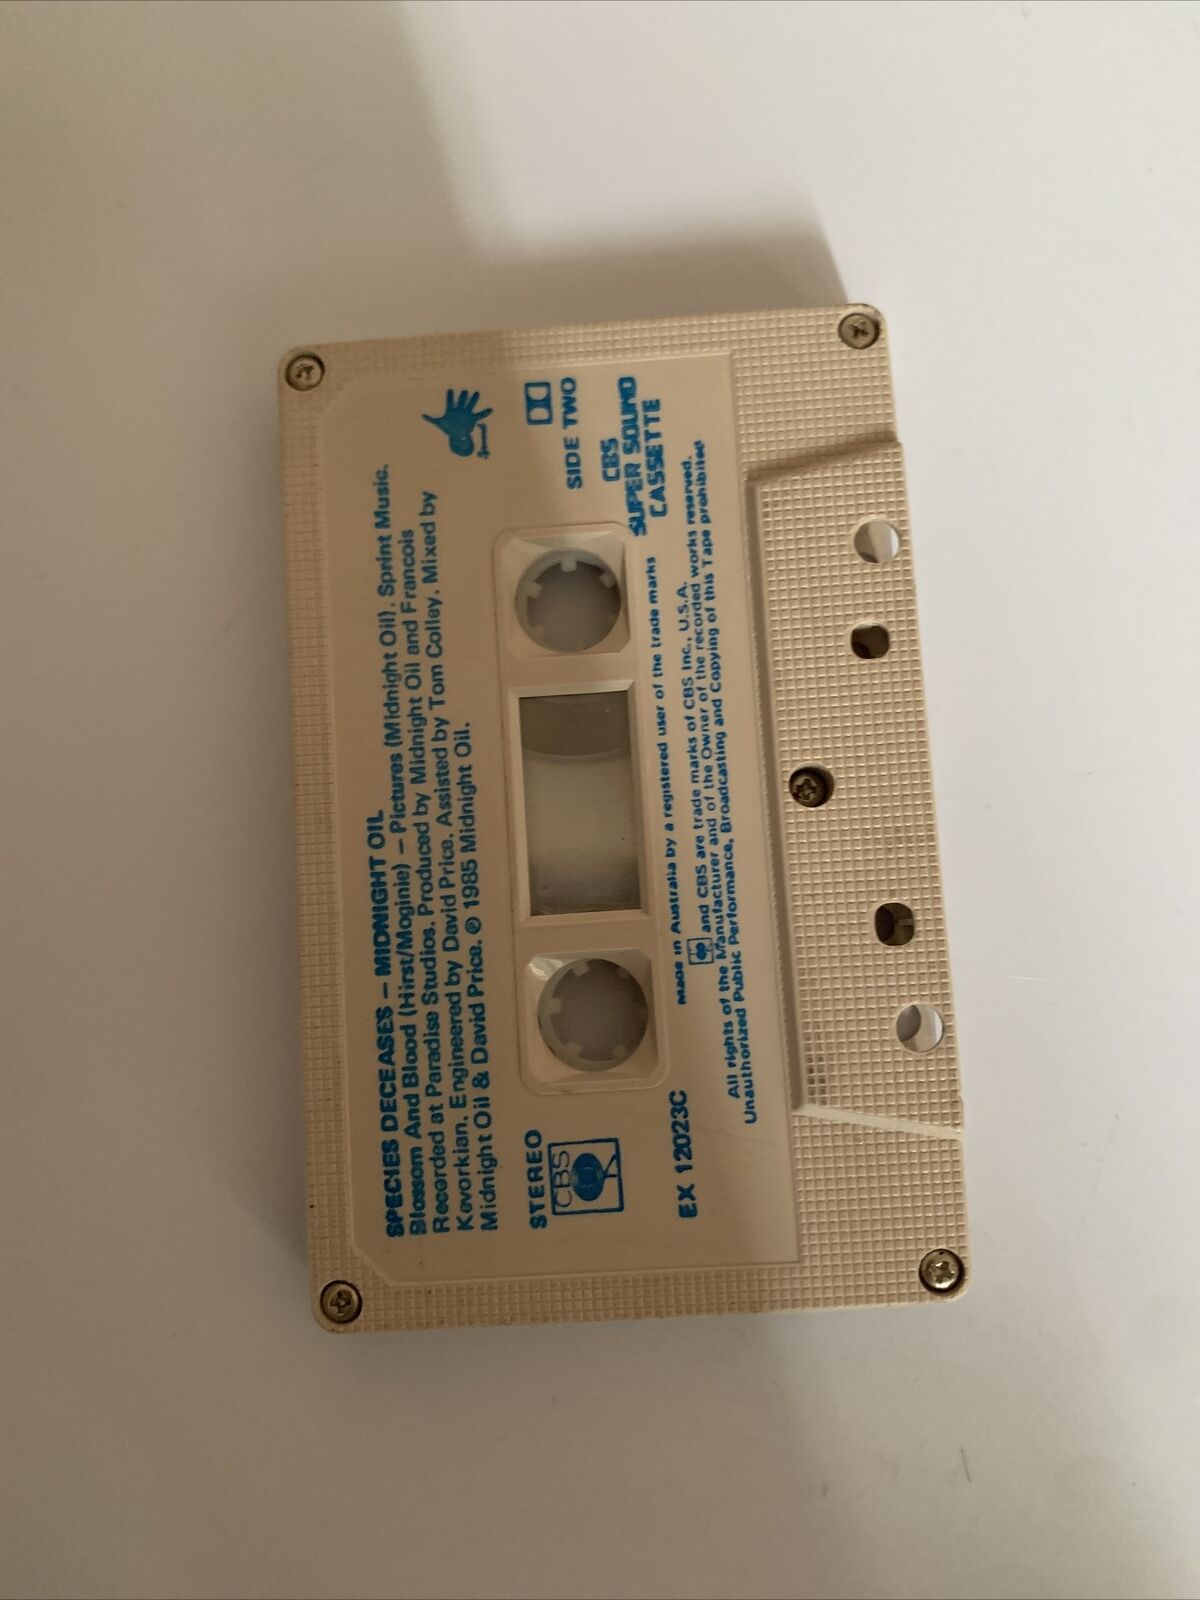 SPECIES DECEASES – MIDNIGHT OIL
Blossom And Blood (Hirst/Moginie) – Pictures (Midnight Oil). Sprint Music.
Recorded at Paradise Studios. Produced by Midnight Oil and Francois
Kevorkian. Engineered by David Price. Assisted by Tom Colley. Mixed by
Midnight Oil & David Price. ℗ 1985 Midnight Oil.
STEREO
CBS
SIDE TWO
CBS
SUPER SOUND
CASSETTE
EX 12023C
Made in Australia by a registered user of the trade marks
and CBS are trade marks of CBS Inc., U.S.A.
All rights of the Manufacturer and of the Owner of the recorded works reserved.
Unauthorized Public Performance, Broadcasting and Copying of this Tape prohibited